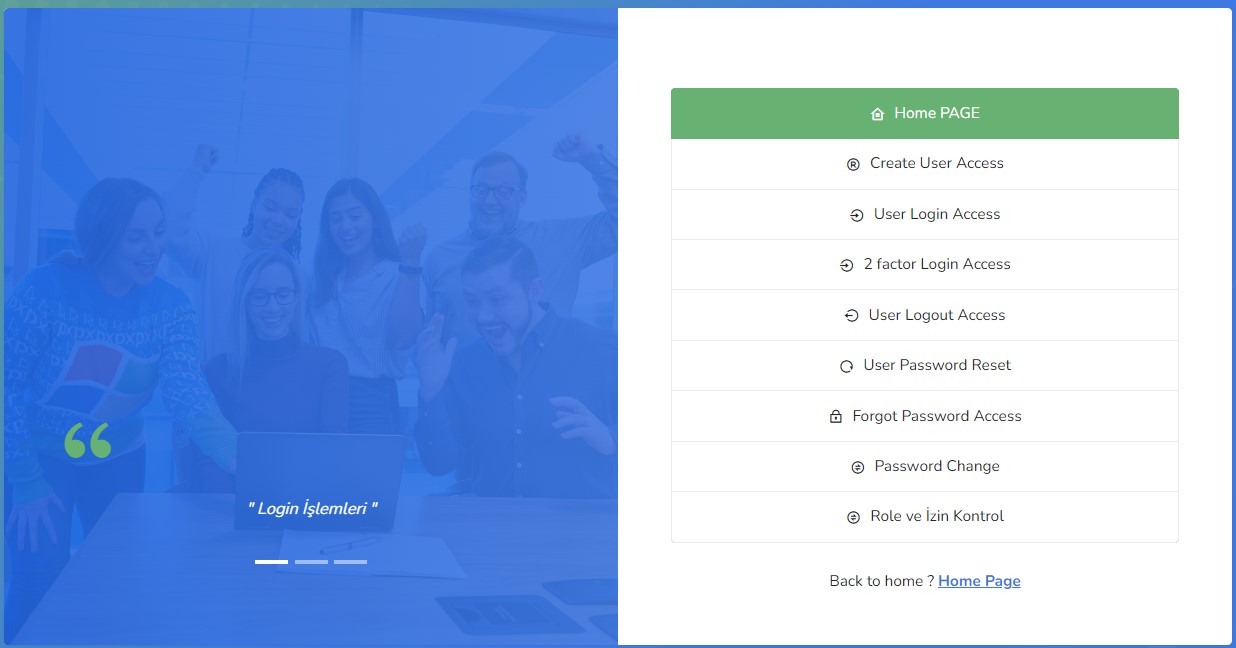 " Login İşlemleri "
Home PAGE
Create User Access
User Login Access
2 factor Login Access
User Logout Access
User Password Reset
Forgot Password Access
Password Change
Role ve İzin Kontrol
Back to home ? Home Page